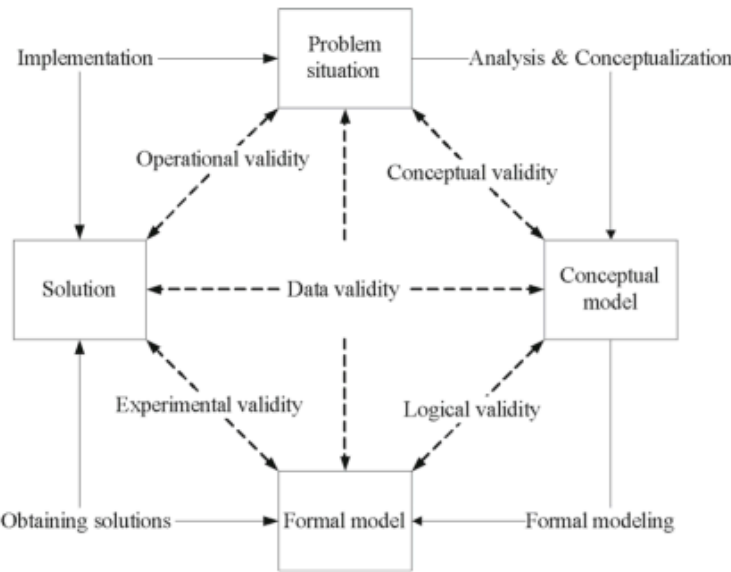 Problem
situation
Implementation
Analysis & Conceptualization
Operational validity
Conceptual validity
Solution
Data validity
Conceptual
model
Experimental validity
Logical validity
Obtaining solutions
Formal model
Formal modeling